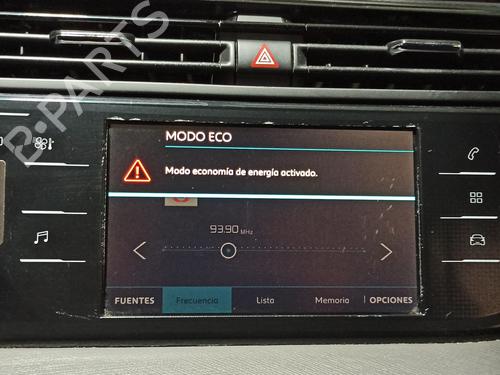 B-PARTS
MODO ECO
Modo economía de energía activado.
93.90 MHz
FUENTES Frecuencia Lista Memoria OPCIONES